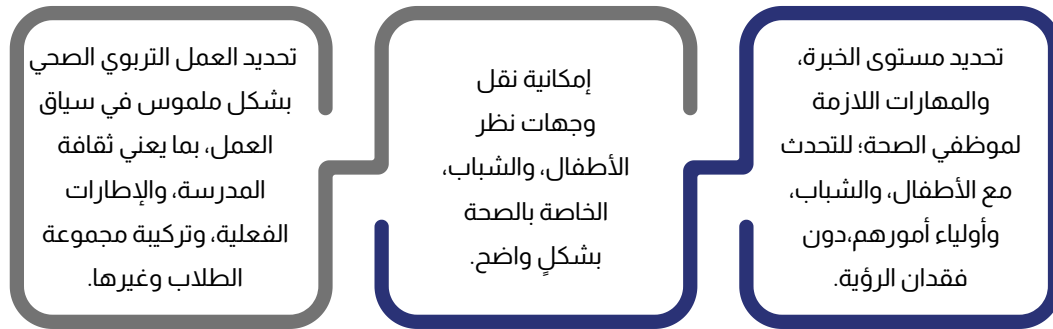 تحديد مستوى الخبرة،
والمهارات اللازمة
لموظفي الصحة؛ للتحدث
مع الأطفال، والشباب،
وأولياء أمورهم،دون
فقدان الرؤية.
إمكانية نقل
وجهات نظر
الأطفال، والشباب،
الخاصة بالصحة
بشكلٍ واضح.
تحديد العمل التربوي الصحي
بشكل ملموس في سياق
العمل، بما يعني ثقافة
المدرسة، والإطارات
الفعلية، وتركيبة مجموعة
الطلاب وغيرها.